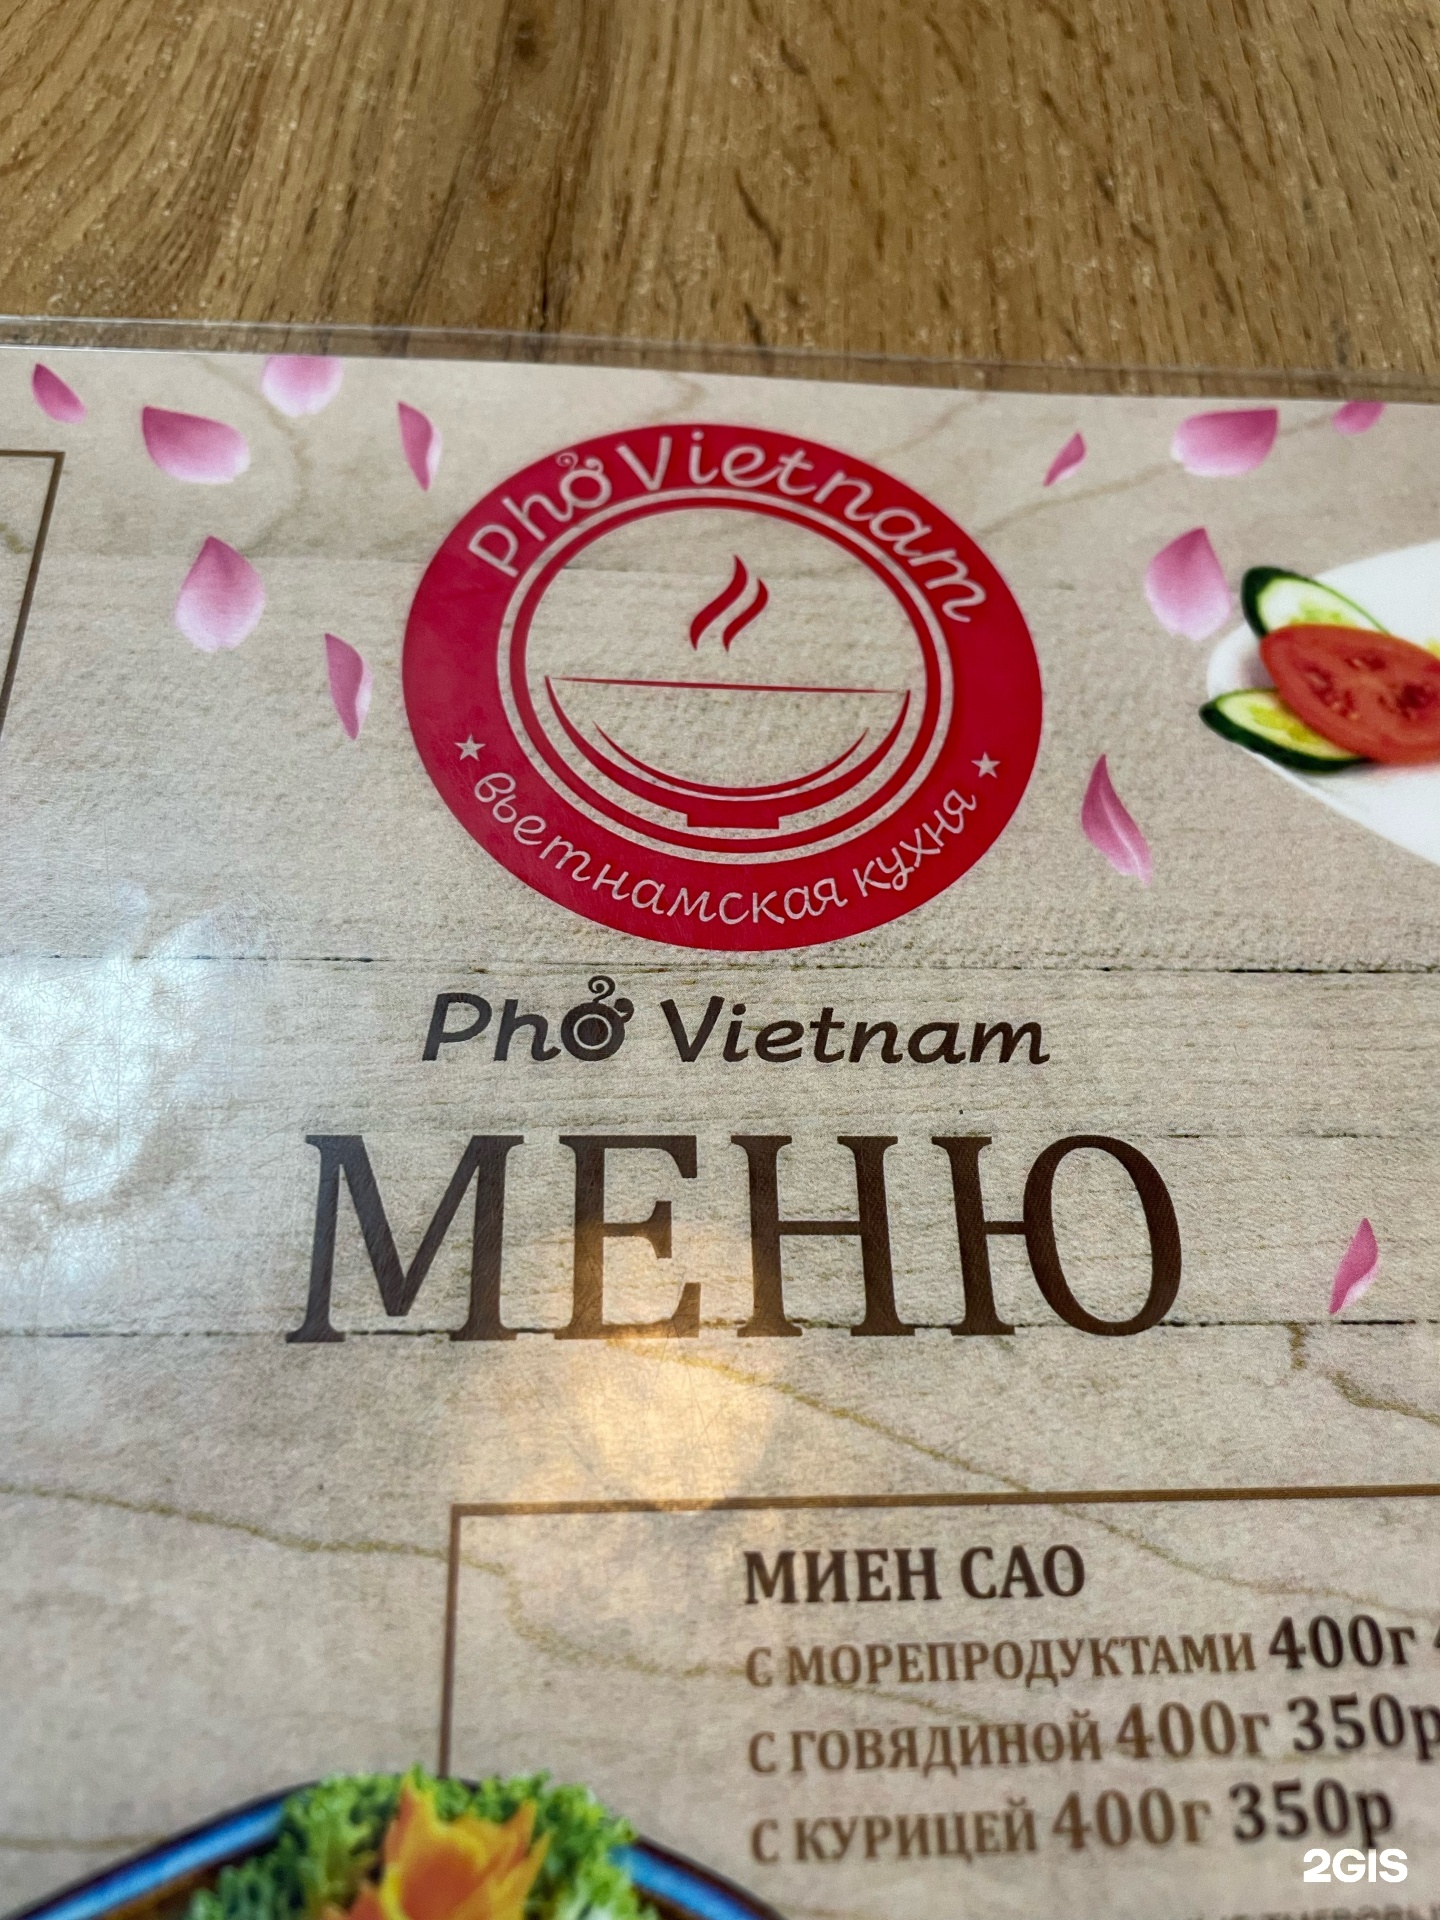 Phở Vietnam
вьетнамская кухня
Phở Vietnam
МЕНЮ
МИЕН САО
С МОРЕПРОДУКТАМИ 400г
С ГОВЯДИНОЙ 400г 350р
С КУРИЦЕЙ 400г 350р
2GIS